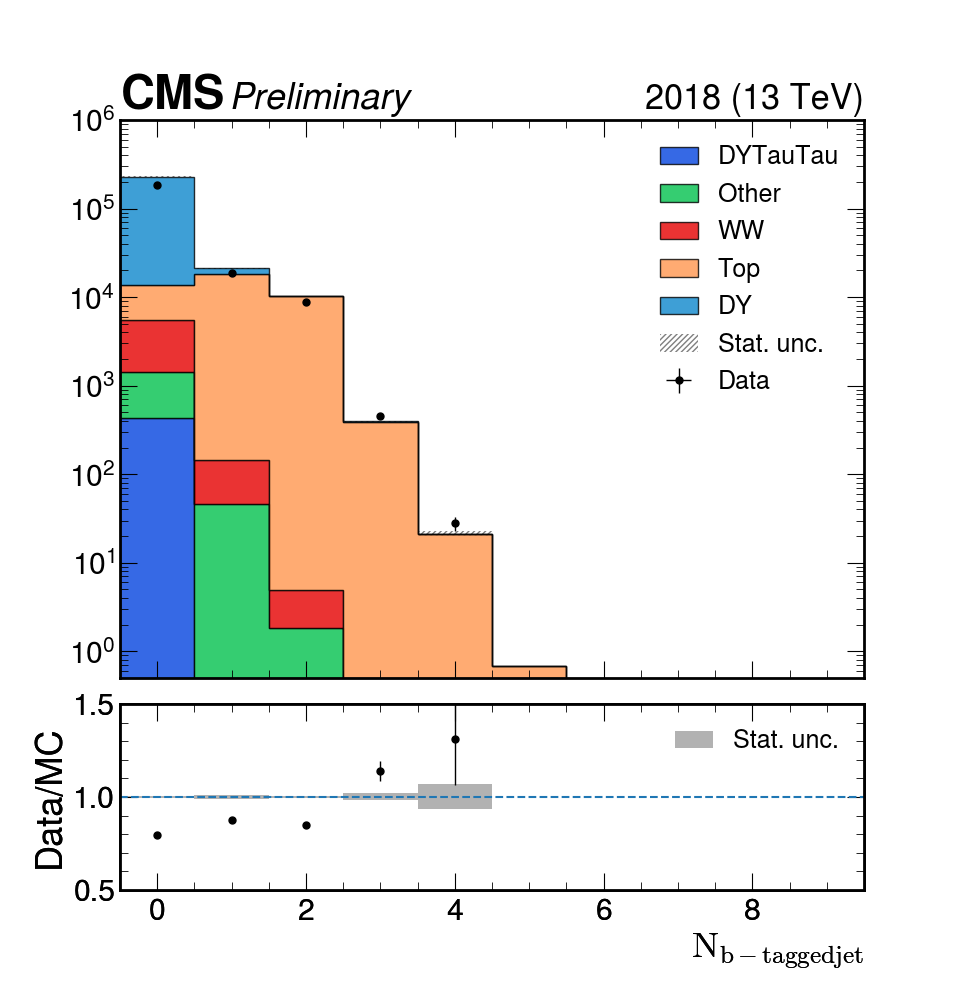 CMS Preliminary 2018 (13 TeV)
10^6
10^5
10^4
10^3
10^2
10^1
10^0
DYTauTau
Other
WW
Top
DY
Stat. unc.
Data
1.5
1.0
0.5
Data/MC
Stat. unc.
0 2 4 6 8
N_{b-taggedjet}